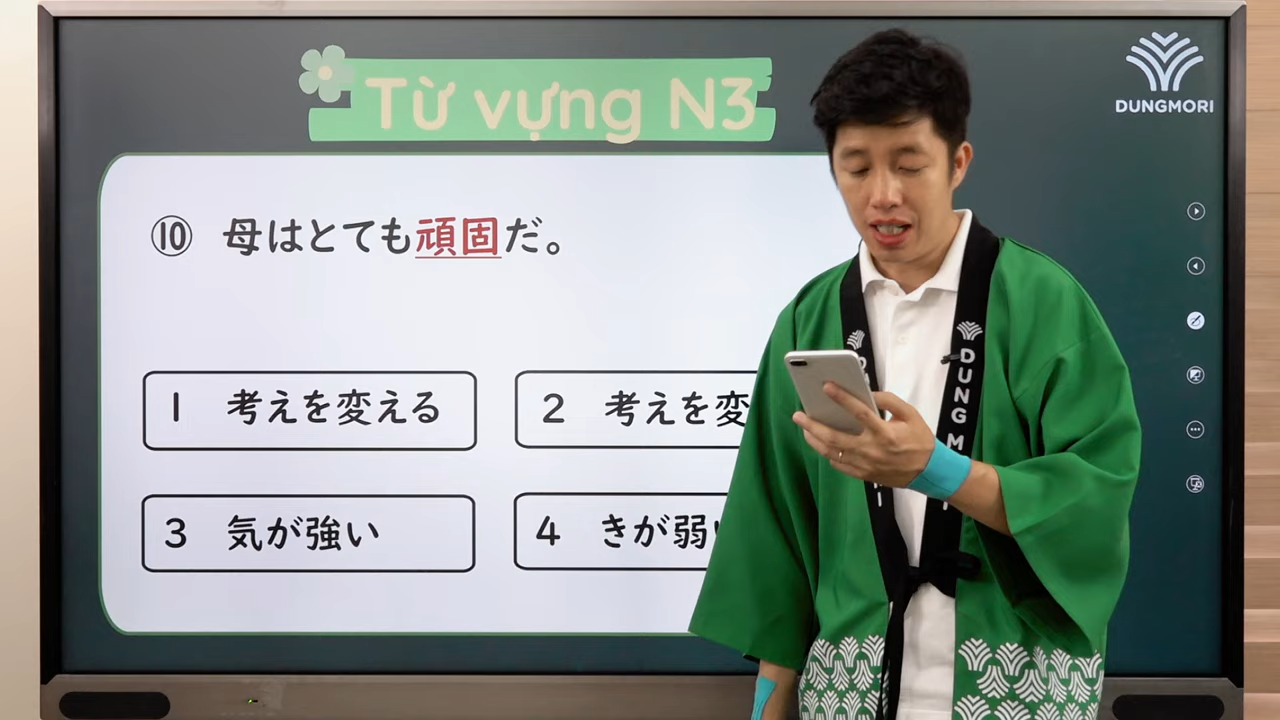 Từ vựng N3
DUNGMORI
⑩ 母はとても頑固だ。
1 考えを変える
2 考えを変
3 気が強い
4 きが弱
DUNG M